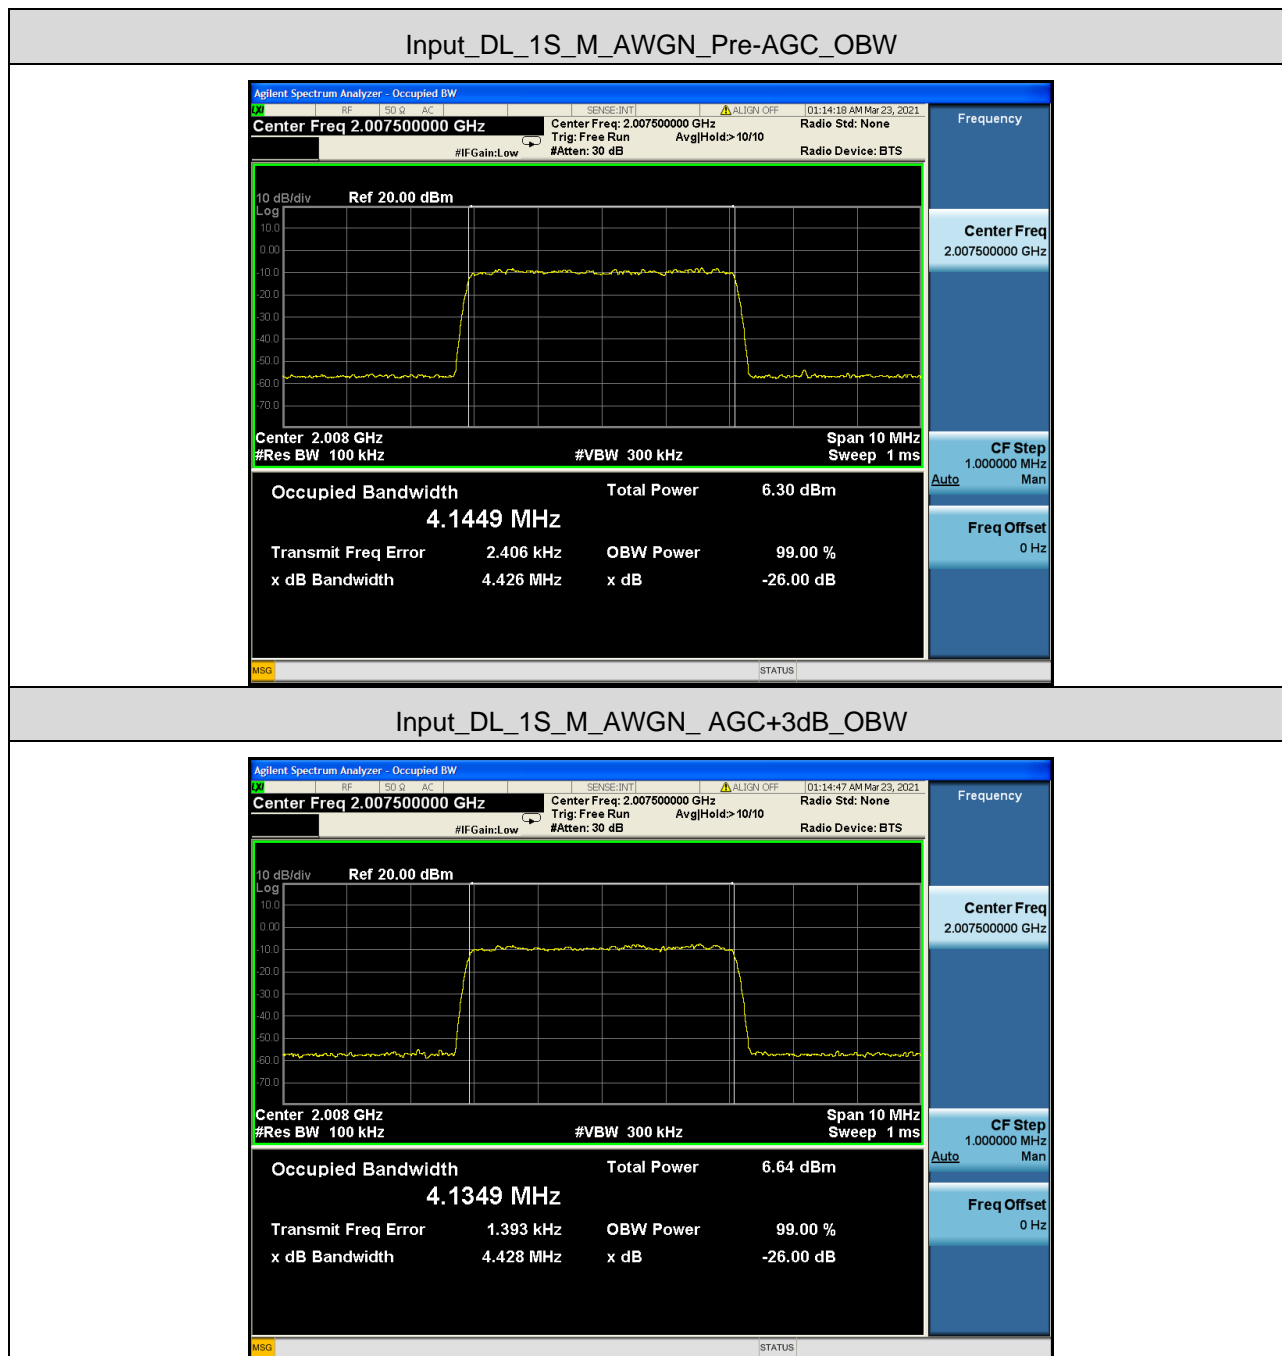 Input_DL_1S_M_AWGN_Pre-AGC_OBW
Agilent Spectrum Analyzer - Occupied BW
LXI RF 50 Ω AC SENSE:INT ALIGN OFF 01:14:18 AM Mar 23, 2021
Center Freq 2.007500000 GHz
Center Freq: 2.007500000 GHz Radio Std: None
Trig: Free Run Avg|Hold:>10/10
#IFGain:Low #Atten: 30 dB Radio Device: BTS
Frequency
10 dB/div Ref 20.00 dBm
Log
10.0
0.00
-10.0
-20.0
-30.0
-40.0
-50.0
-60.0
-70.0
Center 2.008 GHz Span 10 MHz
#Res BW 100 kHz #VBW 300 kHz Sweep 1 ms
Center Freq
2.007500000 GHz
CF Step
1.000000 MHz
Auto Man
Freq Offset
0 Hz
Occupied Bandwidth Total Power 6.30 dBm
4.1449 MHz
Transmit Freq Error 2.406 kHz OBW Power 99.00 %
x dB Bandwidth 4.426 MHz x dB -26.00 dB
MSG STATUS
Input_DL_1S_M_AWGN_ AGC+3dB_OBW
Agilent Spectrum Analyzer - Occupied BW
LXI RF 50 Ω AC SENSE:INT ALIGN OFF 01:14:47 AM Mar 23, 2021
Center Freq 2.007500000 GHz
Center Freq: 2.007500000 GHz Radio Std: None
Trig: Free Run Avg|Hold:>10/10
#IFGain:Low #Atten: 30 dB Radio Device: BTS
Frequency
10 dB/div Ref 20.00 dBm
Log
10.0
0.00
-10.0
-20.0
-30.0
-40.0
-50.0
-60.0
-70.0
Center 2.008 GHz Span 10 MHz
#Res BW 100 kHz #VBW 300 kHz Sweep 1 ms
Center Freq
2.007500000 GHz
CF Step
1.000000 MHz
Auto Man
Freq Offset
0 Hz
Occupied Bandwidth Total Power 6.64 dBm
4.1349 MHz
Transmit Freq Error 1.393 kHz OBW Power 99.00 %
x dB Bandwidth 4.428 MHz x dB -26.00 dB
MSG STATUS